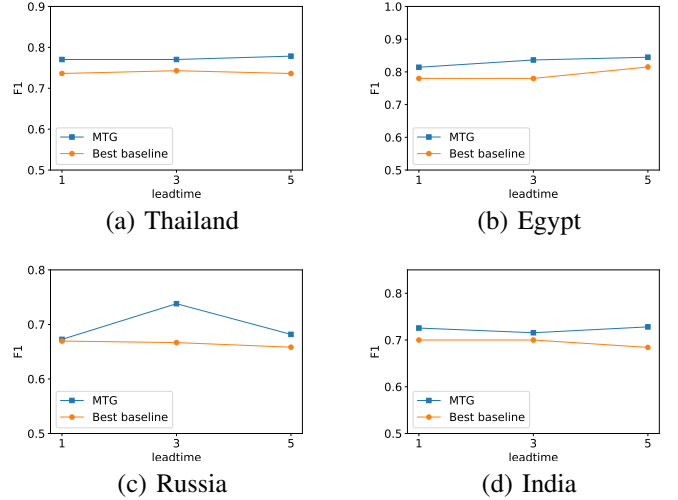 0.9
0.8
0.7
0.6
0.5
F1
MTG
Best baseline
1 3 5
leadtime
(a) Thailand
1.0
0.9
0.8
0.7
0.6
0.5
F1
MTG
Best baseline
1 3 5
leadtime
(b) Egypt
0.8
0.7
0.6
0.5
F1
MTG
Best baseline
1 3 5
leadtime
(c) Russia
0.8
0.7
0.6
0.5
F1
MTG
Best baseline
1 3 5
leadtime
(d) India